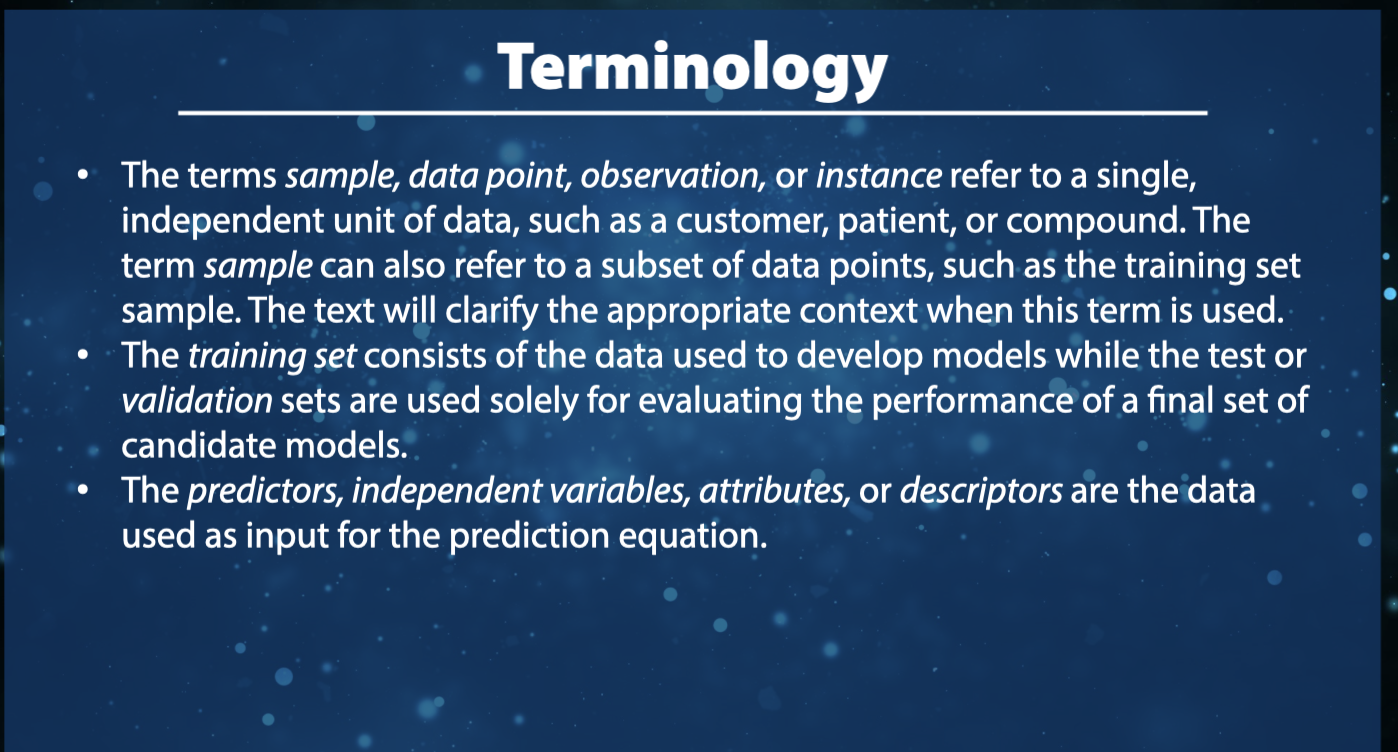 Terminology
• The terms sample, data point, observation, or instance refer to a single,
independent unit of data, such as a customer, patient, or compound. The
term sample can also refer to a subset of data points, such as the training set
sample. The text will clarify the appropriate context when this term is used.
• The training set consists of the data used to develop models while the test or
validation sets are used solely for evaluating the performance of a final set of
candidate models.
• The predictors, independent variables, attributes, or descriptors are the data
used as input for the prediction equation.